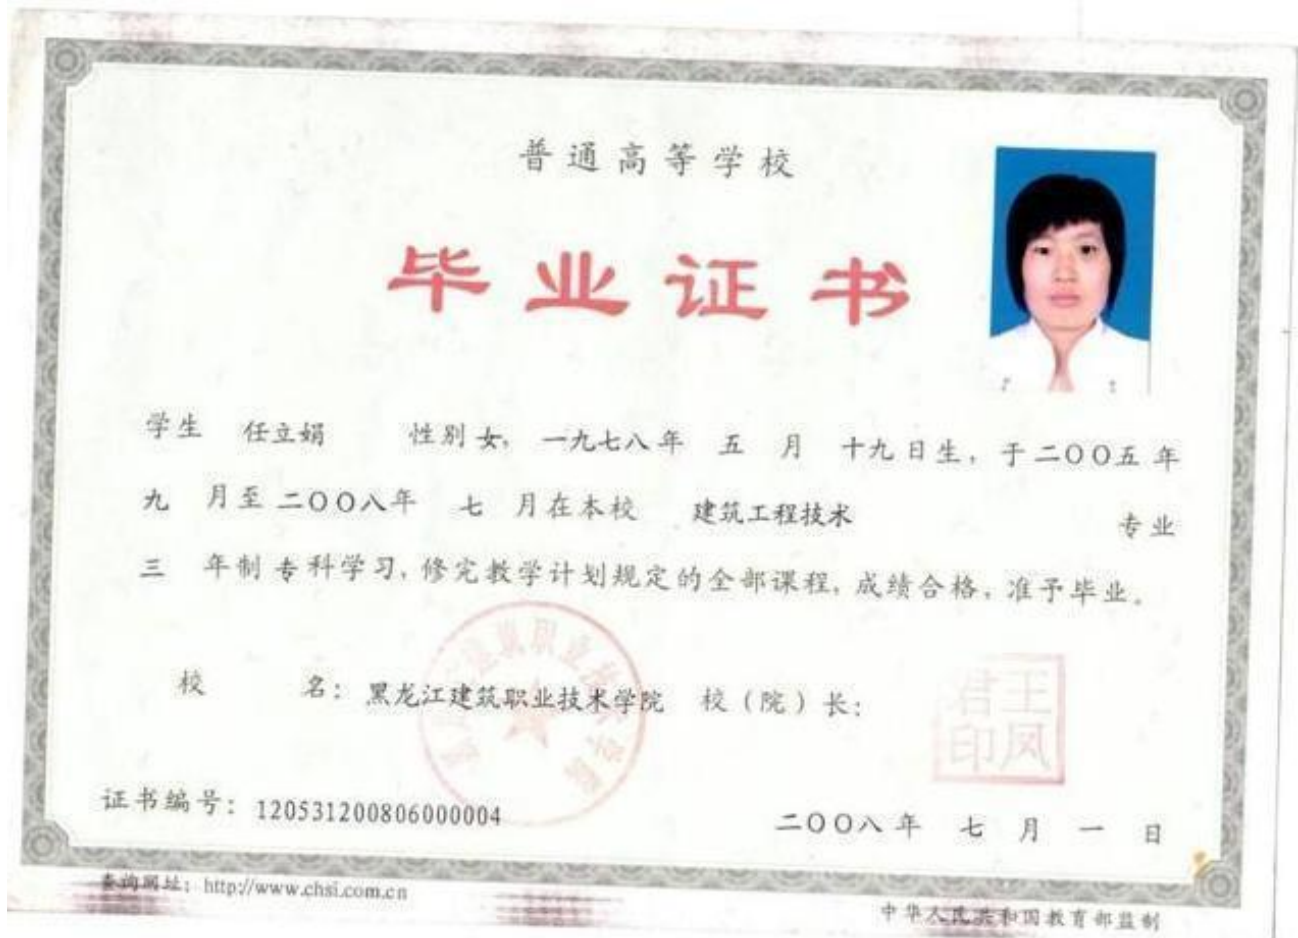 普通高等学校
毕业证书
学生 任立娟 性别女，一九七八年 五 月 十九日生，于二〇〇五年
九 月至二〇〇八年 七 月在本校 建筑工程技术 专业
三 年制专科学习，修完教学计划规定的全部课程，成绩合格，准予毕业。
校 名：黑龙江建筑职业技术学院 校（院）长：
王凤君印
证书编号：120531200806000004
二〇〇八年 七 月 一 日
查询网址：http://www.chsi.com.cn
中华人民共和国教育部监制